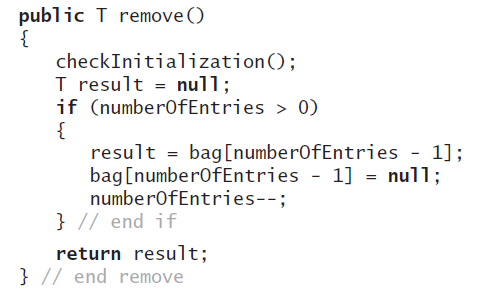 public T remove()
{
    checkInitialization();
    T result = null;
    if (numberOfEntries > 0)
    {
        result = bag[numberOfEntries - 1];
        bag[numberOfEntries - 1] = null;
        numberOfEntries--;
    } // end if
    return result;
} // end remove